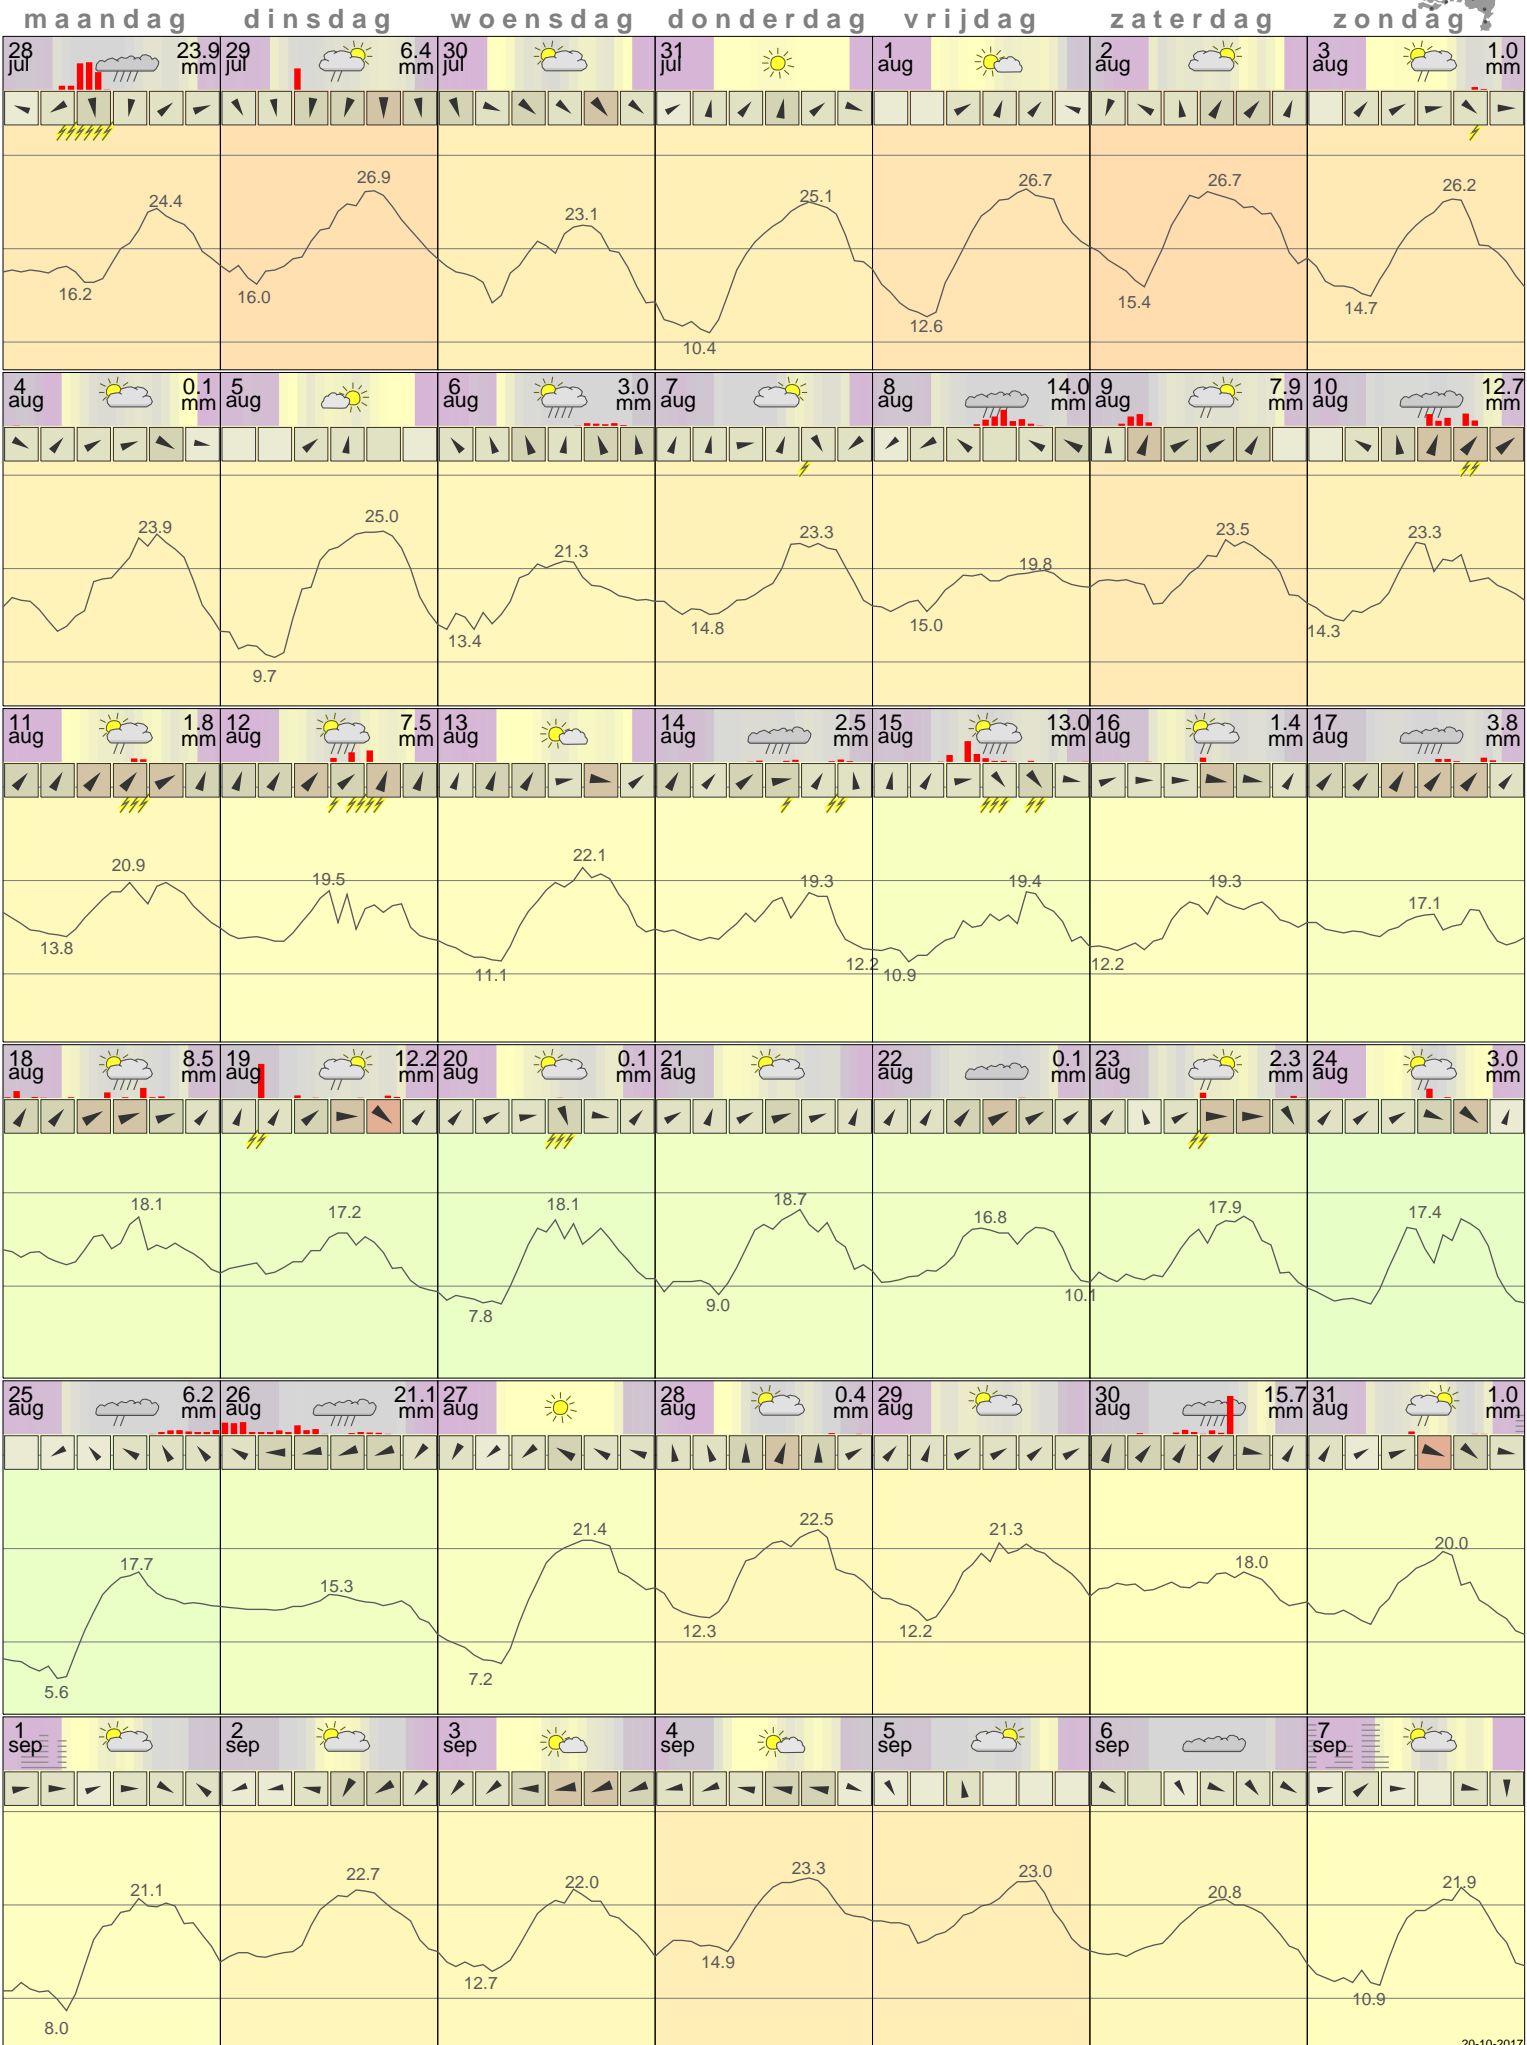 maandag dinsdag woensdag donderdag vrijdag zaterdag zondag
28 jul 23.9 mm 29 jul 6.4 mm 30 jul 31 jul 1 aug 2 aug 3 aug 1.0 mm
24.4 26.9 23.1 25.1 26.7 26.7 26.2
16.2 16.0 10.4 12.6 15.4 14.7
4 aug 0.1 mm 5 aug 6 aug 3.0 mm 7 aug 8 aug 14.0 mm 9 aug 7.9 mm 10 aug 12.7 mm
23.9 25.0 21.3 23.3 19.8 23.5 23.3
9.7 13.4 14.8 15.0 14.3
11 aug 1.8 mm 12 aug 7.5 mm 13 aug 14 aug 2.5 mm 15 aug 13.0 mm 16 aug 1.4 mm 17 aug 3.8 mm
20.9 19.5 22.1 19.3 19.4 19.3 17.1
13.8 11.1 12.2 10.9 12.2
18 aug 8.5 mm 19 aug 12.2 mm 20 aug 0.1 mm 21 aug 22 aug 0.1 mm 23 aug 2.3 mm 24 aug 3.0 mm
18.1 17.2 18.1 18.7 16.8 17.9 17.4
7.8 9.0 10.1
25 aug 6.2 mm 26 aug 21.1 mm 27 aug 28 aug 0.4 mm 29 aug 30 aug 15.7 mm 31 aug 1.0 mm
17.7 15.3 21.4 22.5 21.3 18.0 20.0
5.6 7.2 12.3 12.2
1 sep 2 sep 3 sep 4 sep 5 sep 6 sep 7 sep
21.1 22.7 22.0 23.3 23.0 20.8 21.9
8.0 12.7 14.9 10.9
20-10-2017